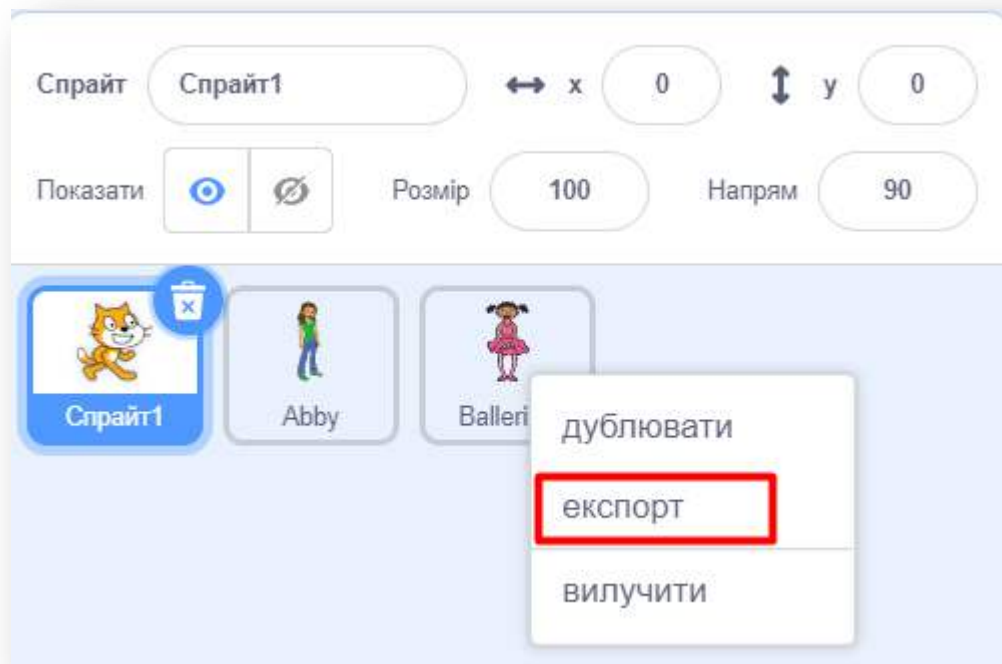 Спрайт Спрайт1 x 0 y 0
Показати Розмір 100 Напрям 90
Спрайт1 Abby Balleri
дублювати
експорт
вилучити